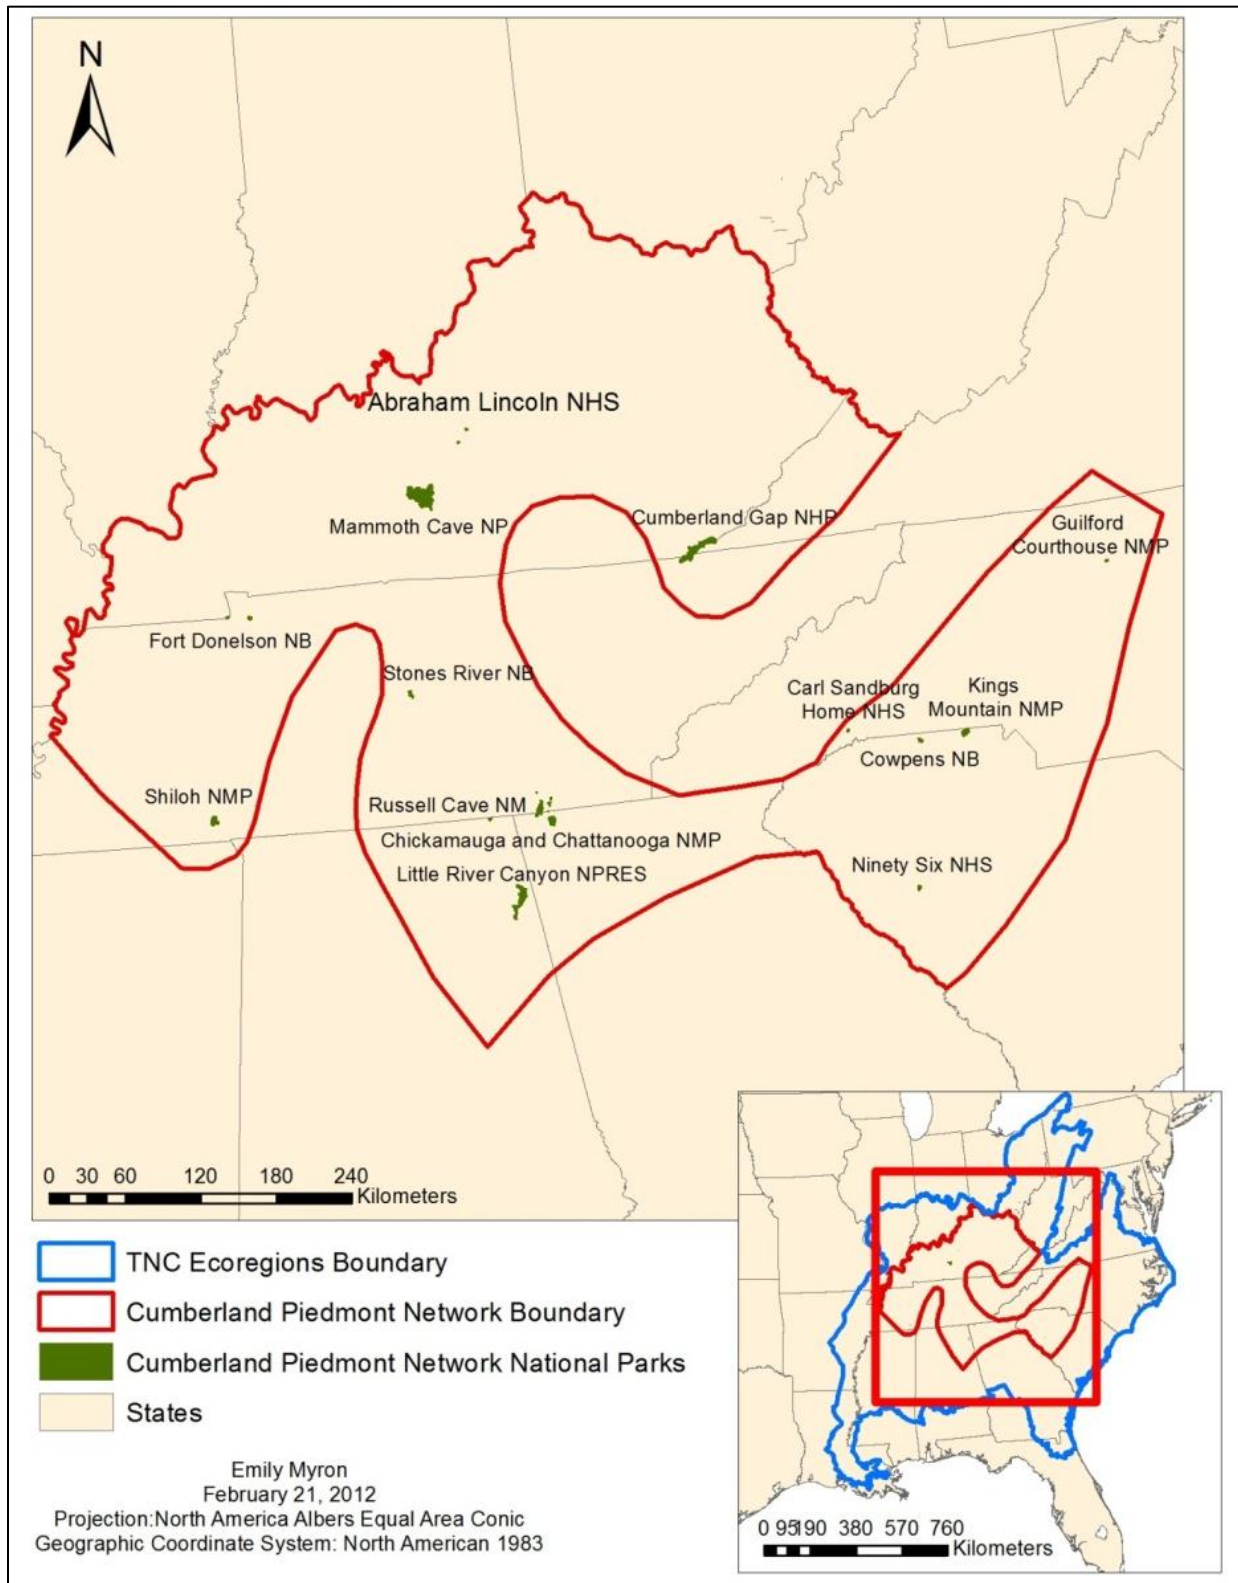 N
Abraham Lincoln NHS
Mammoth Cave NP
Cumberland Gap NHP
Guilford
Courthouse NMP
Fort Donelson NB
Stones River NB
Carl Sandburg
Home NHS
Kings
Mountain NMP
Cowpens NB
Shiloh NMP
Russell Cave NM
Chickamauga and Chattanooga NMP
Little River Canyon NPRES
Ninety Six NHS
0 30 60 120 180 240
Kilometers
TNC Ecoregions Boundary
Cumberland Piedmont Network Boundary
Cumberland Piedmont Network National Parks
States
Emily Myron
February 21, 2012
Projection:North America Albers Equal Area Conic
Geographic Coordinate System: North American 1983
0 95190 380 570 760
Kilometers